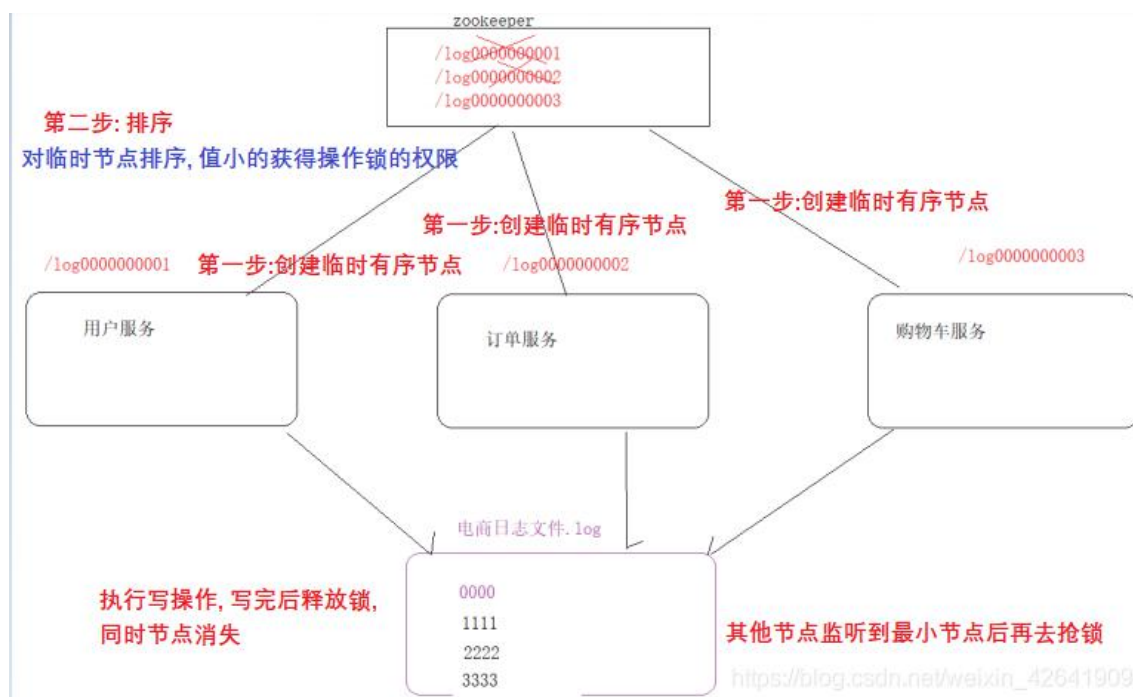 zookeeper
/log0000000001
/log0000000002
/log0000000003
第二步: 排序
对临时节点排序, 值小的获得操作锁的权限
第一步:创建临时有序节点
第一步:创建临时有序节点
/log0000000001
第一步:创建临时有序节点
/log0000000002
/log0000000003
用户服务
订单服务
购物车服务
电商日志文件.log
0000
1111
2222
3333
执行写操作, 写完后释放锁,
同时节点消失
其他节点监听到最小节点后再去抢锁
https://blog.csdn.net/weixin_42641909